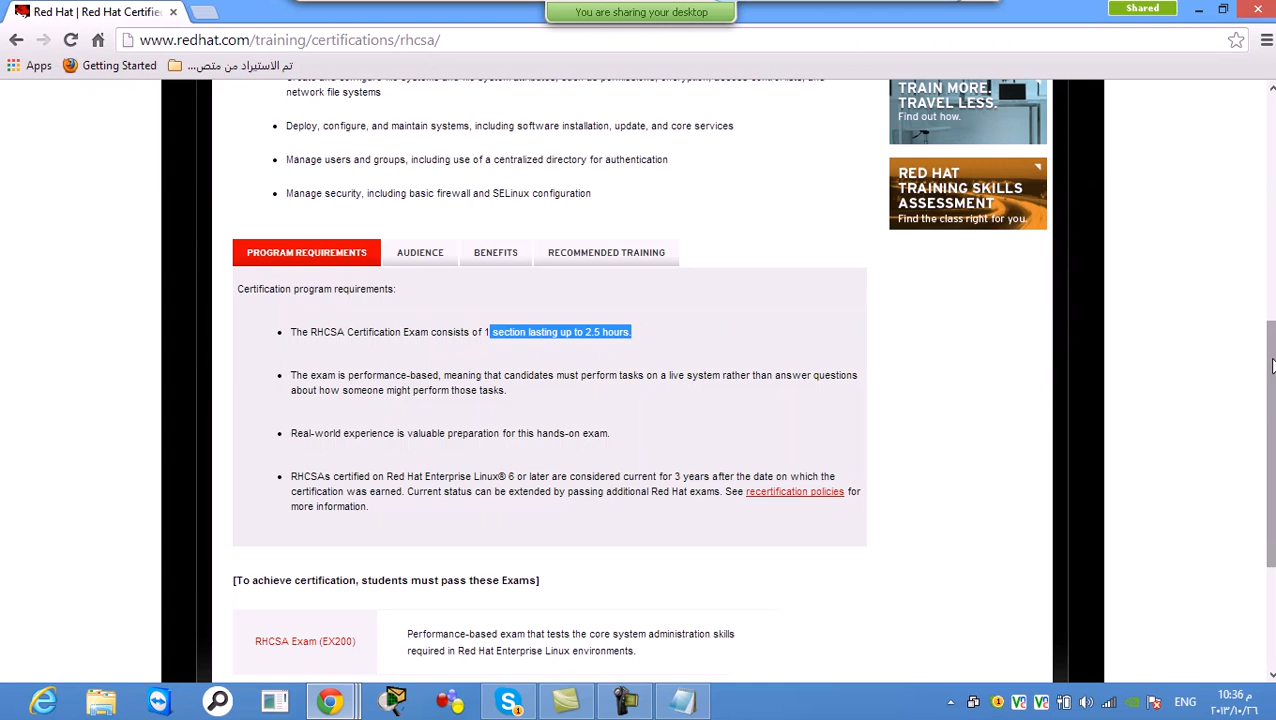 Red Hat | Red Hat Certifie
You are sharing your desktop
Shared
www.redhat.com/training/certifications/rhcsa/
Apps
Getting Started
تم الاستيراد من متص...
network file systems
Deploy, configure, and maintain systems, including software installation, update, and core services
Manage users and groups, including use of a centralized directory for authentication
Manage security, including basic firewall and SELinux configuration
TRAIN MORE.
TRAVEL LESS.
Find out how.
RED HAT
TRAINING SKILLS
ASSESSMENT
Find the class right for you.
PROGRAM REQUIREMENTS
AUDIENCE
BENEFITS
RECOMMENDED TRAINING
Certification program requirements:
The RHCSA Certification Exam consists of 1 section lasting up to 2.5 hours.
The exam is performance-based, meaning that candidates must perform tasks on a live system rather than answer questions
about how someone might perform those tasks.
Real-world experience is valuable preparation for this hands-on exam.
RHCSAs certified on Red Hat Enterprise Linux® 6 or later are considered current for 3 years after the date on which the
certification was earned. Current status can be extended by passing additional Red Hat exams. See recertification policies for
more information.
[To achieve certification, students must pass these Exams]
RHCSA Exam (EX200)
Performance-based exam that tests the core system administration skills
required in Red Hat Enterprise Linux environments.
ENG
10:36 م
٢٠١٣/١٠/٢٦